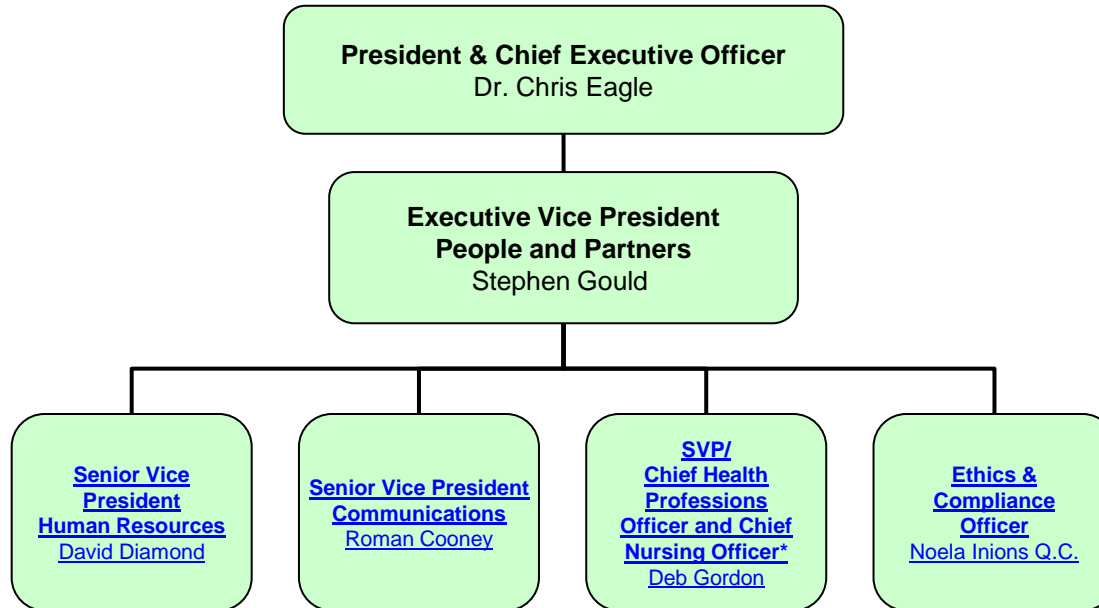 President & Chief Executive Officer
Dr. Chris Eagle
Executive Vice President
People and Partners
Stephen Gould
Senior Vice
President
Human Resources
David Diamond
Senior Vice President
Communications
Roman Cooney
SVP/
Chief Health
Professions
Officer and Chief
Nursing Officer*
Deb Gordon
Ethics &
Compliance
Officer
Noela Inions Q.C.